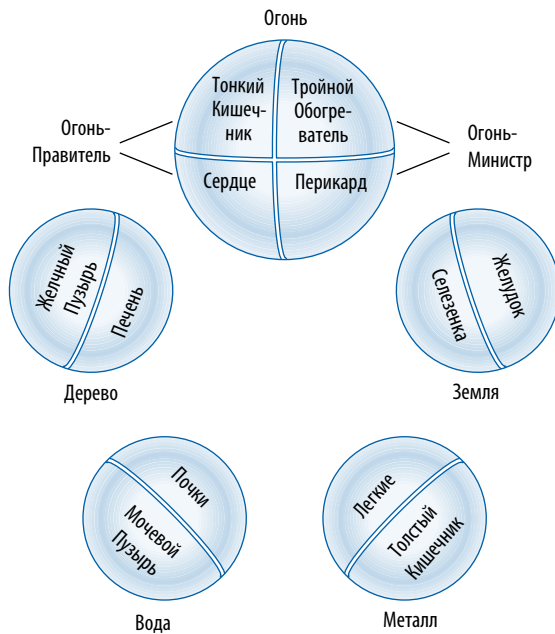 Огонь
Тонкий
Кишеч-
ник
Тройной
Обогре-
ватель
Огонь-
Правитель
Огонь-
Министр
Сердце
Перикард
Желчный
Пузырь
Печень
Селезенка
Желудок
Дерево
Земля
Почки
Мочевой
Пузырь
Легкие
Толстый
Кишечник
Вода
Металл